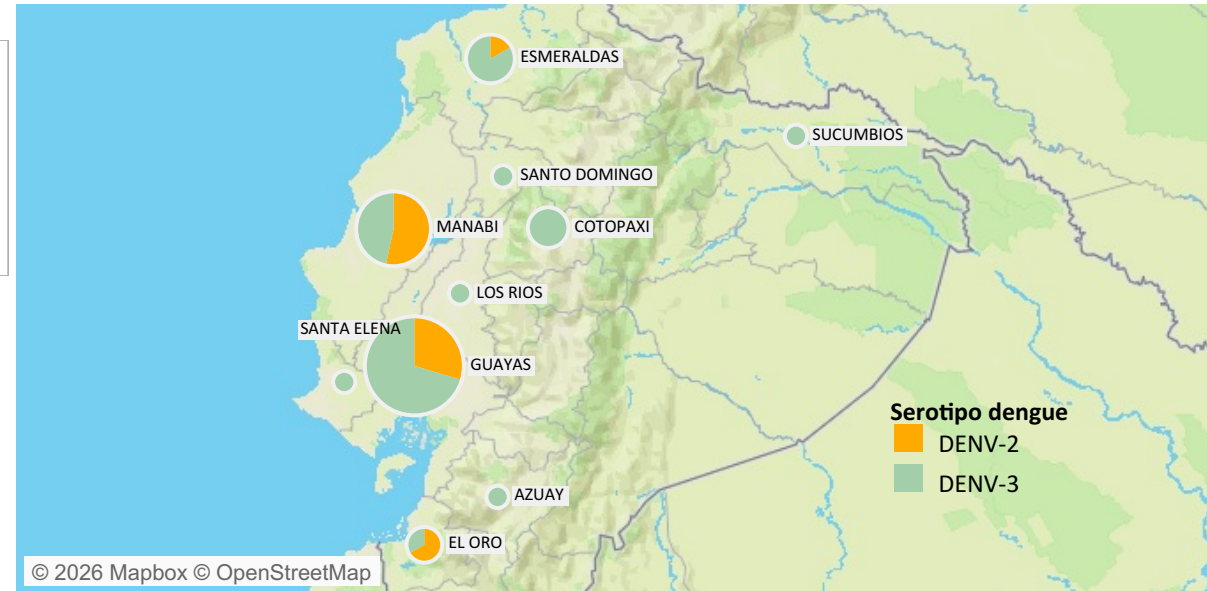 ESMERALDAS
SUCUMBIOS
SANTO DOMINGO
MANABI
COTOPAXI
LOS RIOS
SANTA ELENA
GUAYAS
Serotipo dengue
DENV-2
DENV-3
AZUAY
EL ORO
© 2026 Mapbox © OpenStreetMap